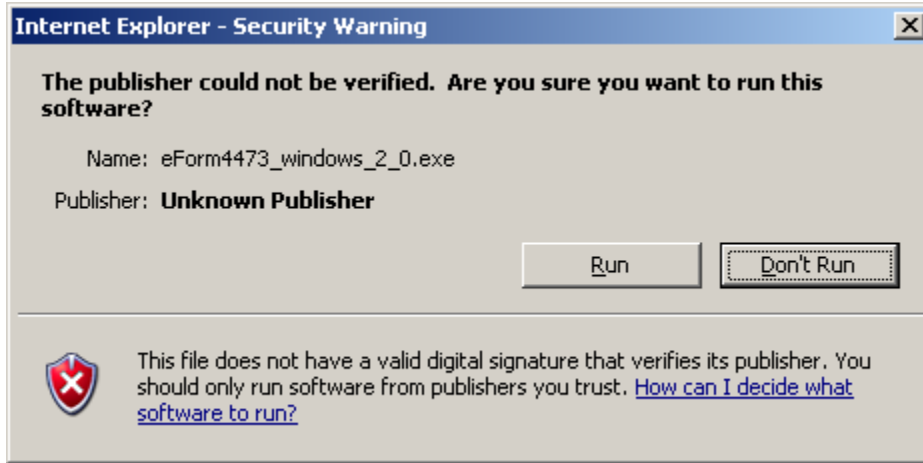 Internet Explorer - Security Warning
The publisher could not be verified.  Are you sure you want to run this
software?
Name: eForm4473_windows_2_0.exe
Publisher: Unknown Publisher
Run
Don't Run
This file does not have a valid digital signature that verifies its publisher. You
should only run software from publishers you trust. How can I decide what
software to run?